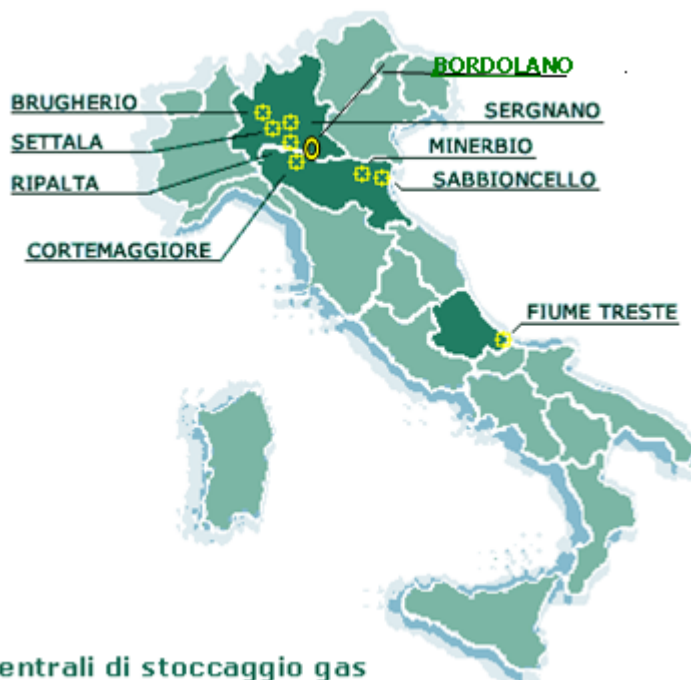 BORDOLANO
BRUGHERIO
SERGNANO
SETTALA
MINERBIO
RIPALTA
SABBIONCELLO
CORTEMAGGIORE
FIUME TRESTE
entrali di stoccaggio gas